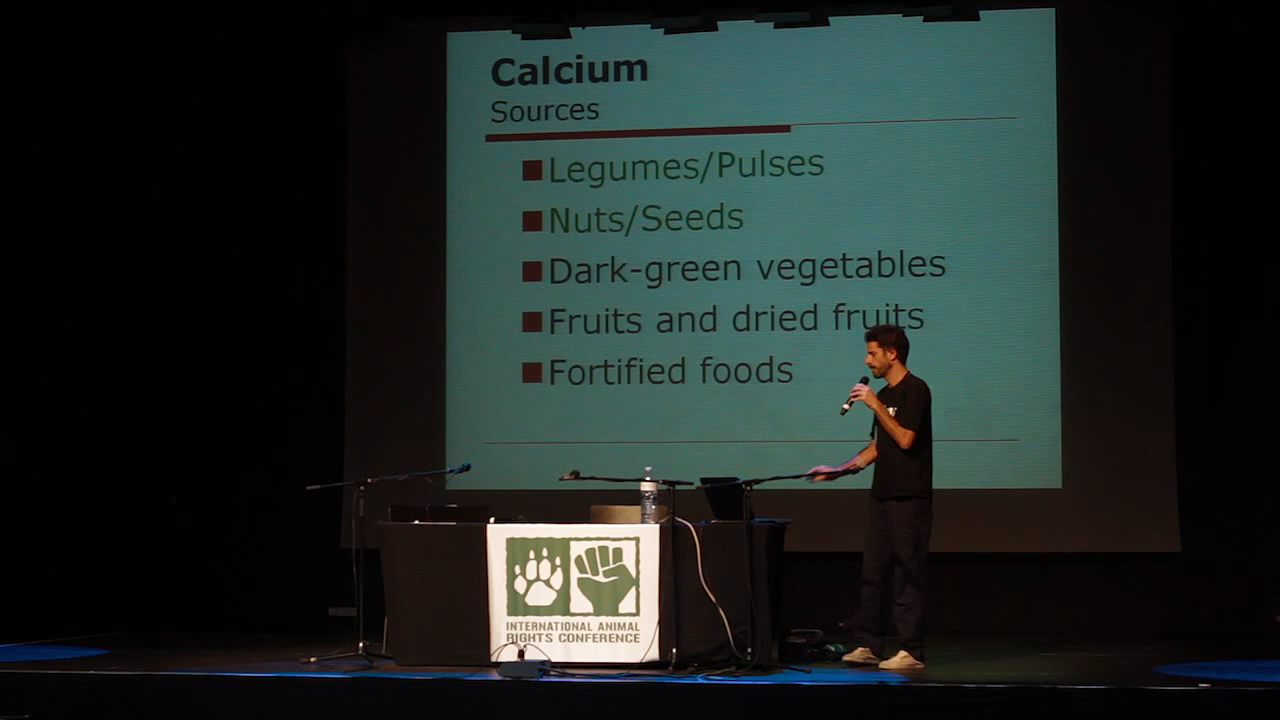 Calcium
Sources
Legumes/Pulses
Nuts/Seeds
Dark-green vegetables
Fruits and dried fruits
Fortified foods
INTERNATIONAL ANIMAL
RIGHTS CONFERENCE